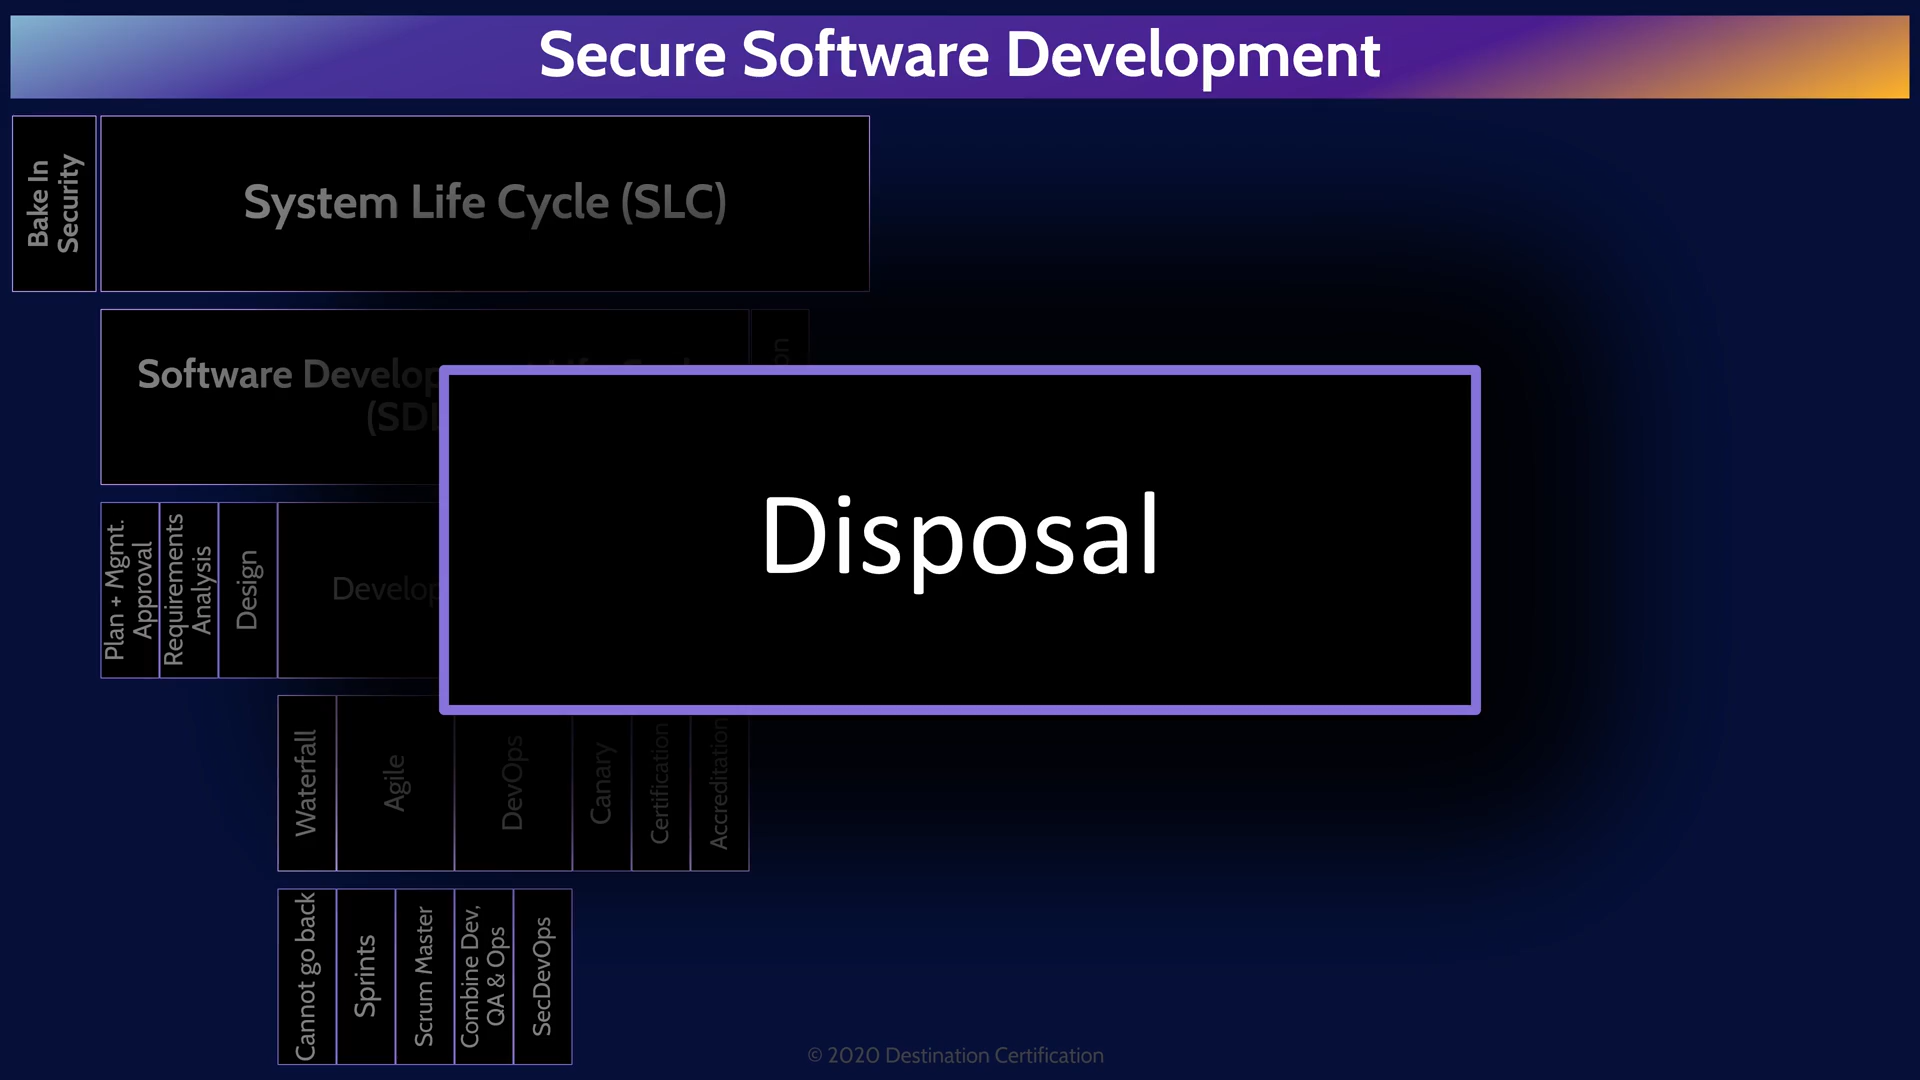 Secure Software Development
Bake In
Security
System Life Cycle (SLC)
Software
(SD
Disposal
Plan + Mgmt.
Approval
Requirements
Analysis
Design
Develop
Waterfall
Agile
DevOps
Canary
Certification
Accreditation
Cannot go back
Sprints
Scrum Master
Combine Dev,
QA & Ops
SecDevOps
© 2020 Destination Certification